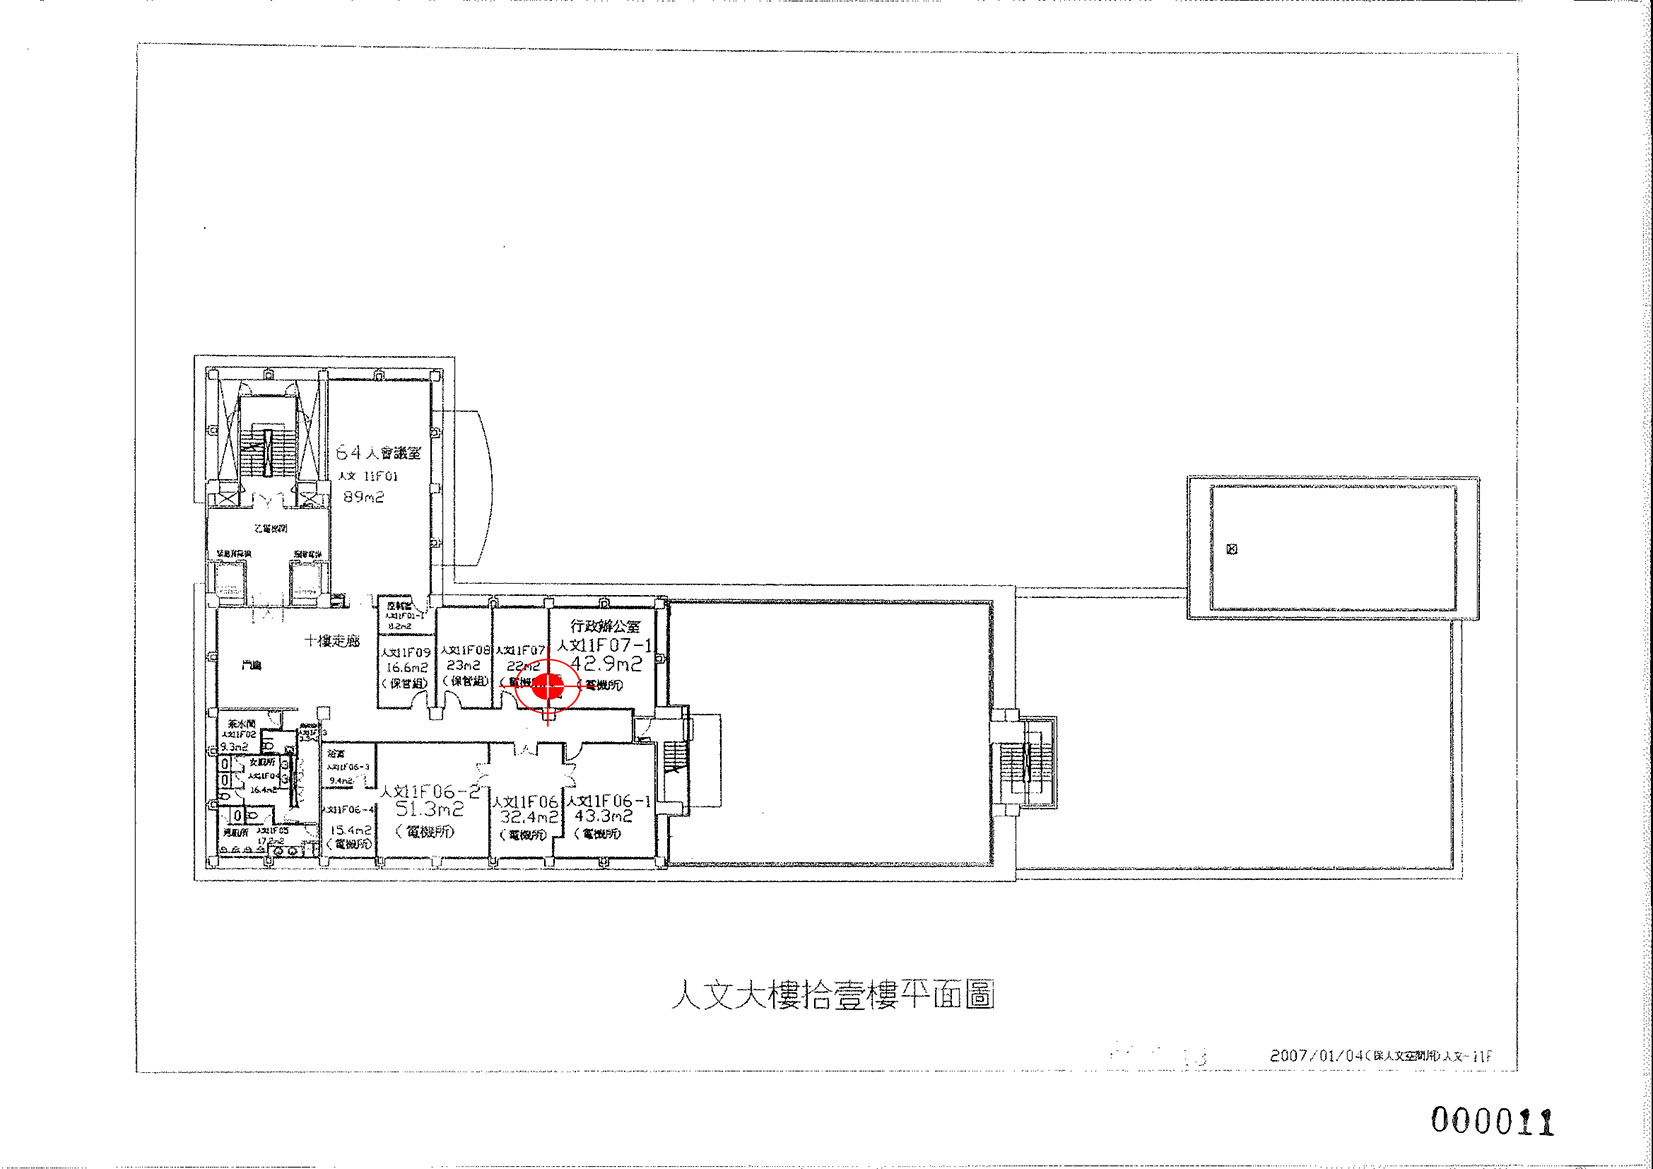 64人會議室
人文 11F01
89m2
乙電梯間
控制室
人文11F01-1
8.2m2
十樓走廊
門廳
人文11F09
16.6m2
(保管組)
人文11F08
23m2
(保管組)
人文11F07
22m2
(電機所)
行政辦公室
人文11F07-1
42.9m2
(電機所)
茶水間
人文11F02
9.3m2
女廁所
人文11F04
16.4m2
男廁所
人文11F05
17.2m2
浴室
人文11F06-3
9.4m2
人文11F06-4
15.4m2
(電機所)
人文11F06-2
51.3m2
(電機所)
人文11F06
32.4m2
(電機所)
人文11F06-1
43.3m2
(電機所)
人文大樓拾壹樓平面圖
2007/01/04(保人文空間用)人文-11F
000011